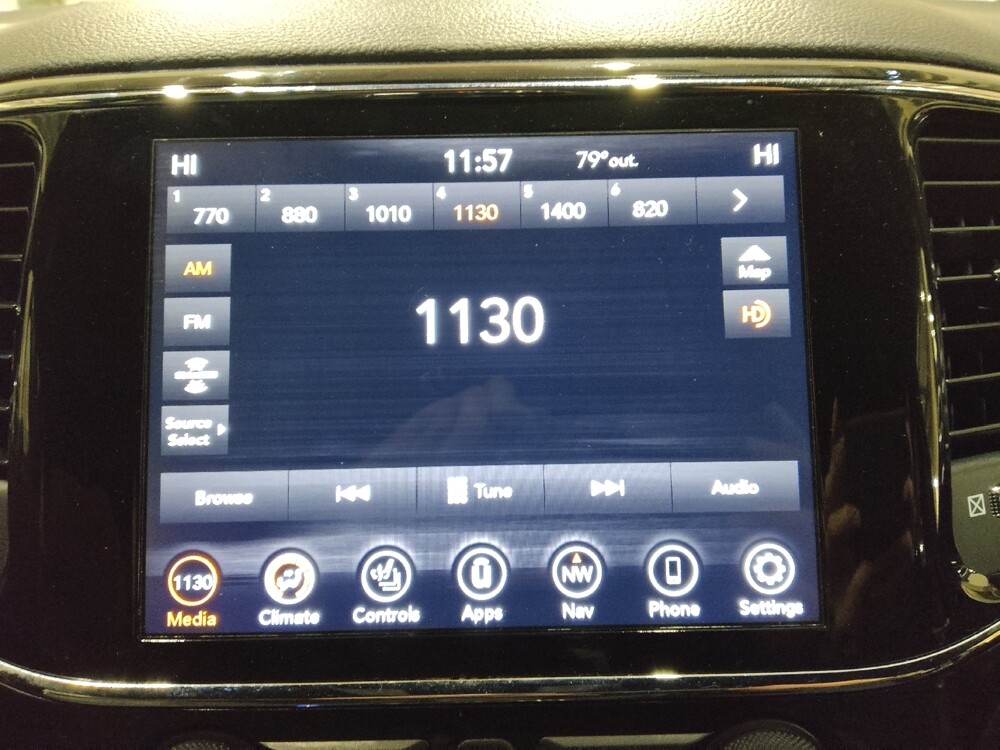 HI 11:57 79° out. HI
1 770 2 880 3 1010 4 1130 5 1400 6 820
AM
Map
1130
HD
FM
Source
Select
Browse Tune Audio
1130 NW
Media Climate Controls Apps Nav Phone Settings